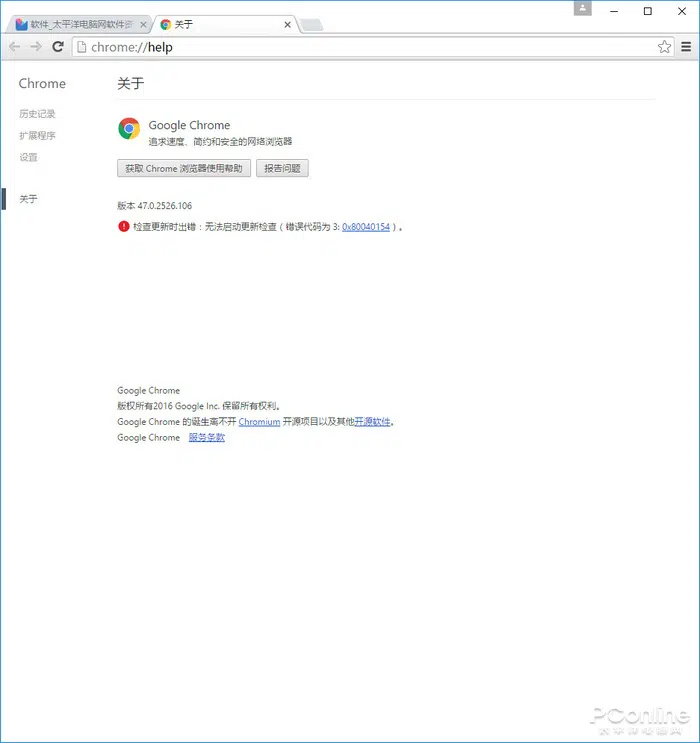 软件_太平洋电脑网软件资
关于
chrome://help
Chrome
关于
历史记录
扩展程序
设置
关于
Google Chrome
追求速度、简约和安全的网络浏览器
获取 Chrome 浏览器使用帮助
报告问题
版本 47.0.2526.106
检查更新时出错：无法启动更新检查（错误代码为 3: 0x80040154）。
Google Chrome
版权所有2016 Google Inc. 保留所有权利。
Google Chrome 的诞生离不开 Chromium 开源项目以及其他开源软件。
Google Chrome 服务条款
PConline
太平洋电脑网